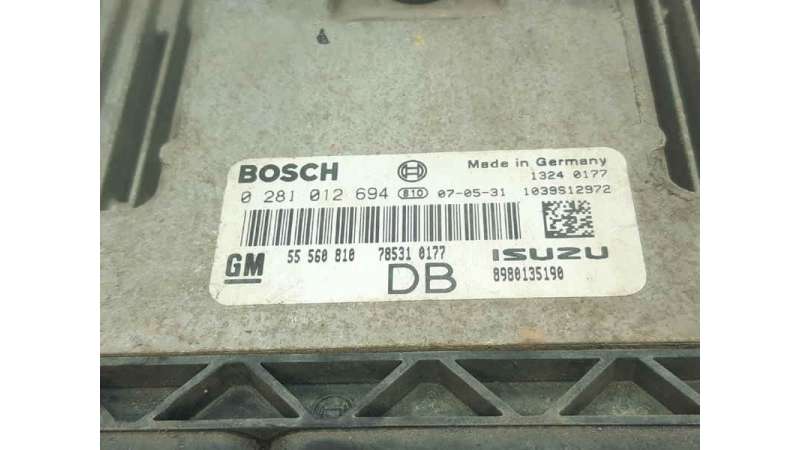 BOSCH Made in Germany
1324 0177
0 281 012 694 810 07-05-31 1039S12972
GM 55 560 810 78531 0177 ISUZU
DB 8980135190